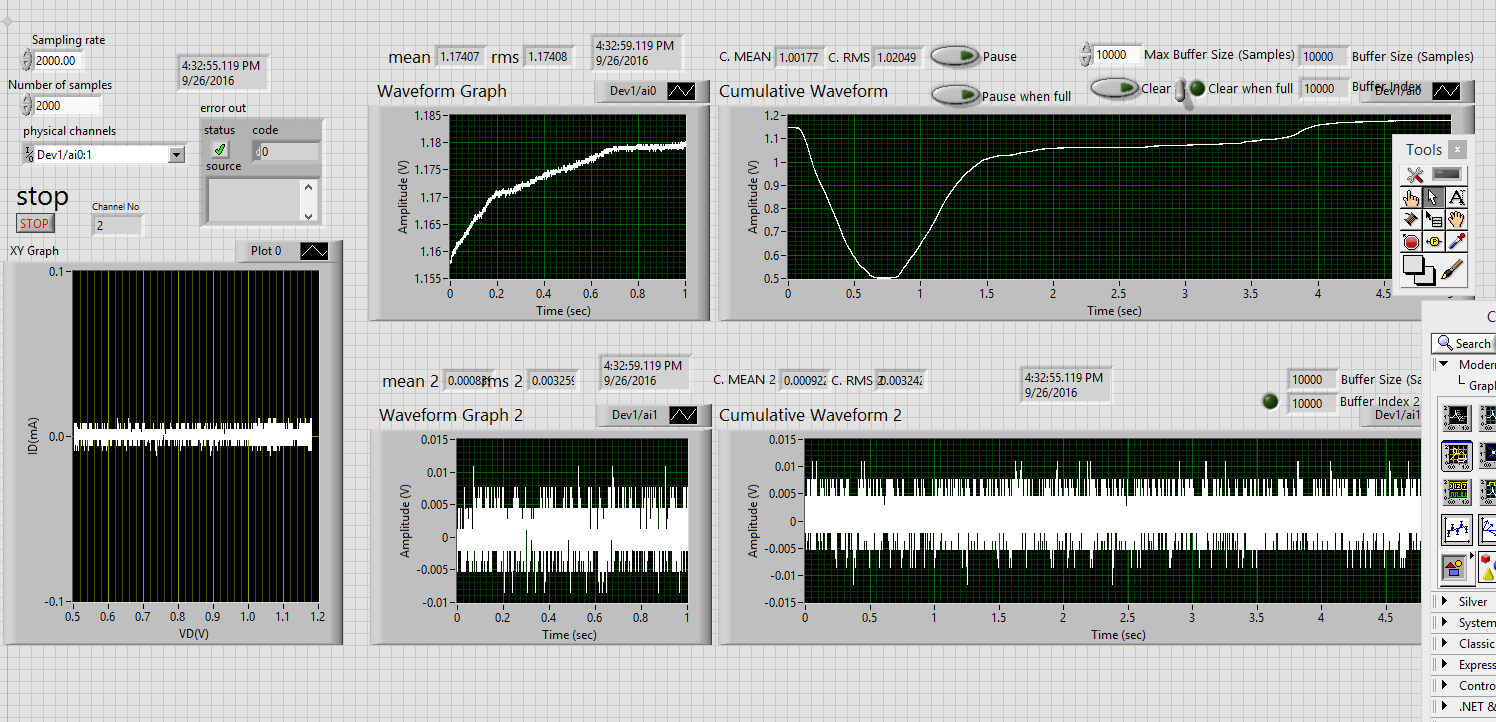 Sampling rate
2000.00
Number of samples
2000
physical channels
Dev1/ai0:1
stop
STOP
Channel No
2
4:32:55.119 PM
9/26/2016
error out
status
code
0
source
mean 1.17407 rms 1.17408
4:32:59.119 PM
9/26/2016
Waveform Graph
Dev1/ai0
1.185
1.18
1.175
1.17
1.165
1.16
1.155
Amplitude (V)
0 0.2 0.4 0.6 0.8 1
Time (sec)
C. MEAN 1.00177 C. RMS 1.02049
Pause
10000 Max Buffer Size (Samples) 10000 Buffer Size (Samples)
Pause when full
Clear
Clear when full
10000 Buffer Index
Cumulative Waveform
Dev1/ai0
1.2
1.1
1
0.9
0.8
0.7
0.6
0.5
Amplitude (V)
0 0.5 1 1.5 2 2.5 3 3.5 4 4.5
Time (sec)
Tools
x
A
XY Graph
Plot 0
0.1
0.0
-0.1
ID(mA)
0.5 0.6 0.7 0.8 0.9 1.0 1.1 1.2
VD(V)
mean 2 rms 2 0.003259
4:32:59.119 PM
9/26/2016
Waveform Graph 2
Dev1/ai1
0.015
0.01
0.005
0
-0.005
-0.01
Amplitude (V)
0 0.2 0.4 0.6 0.8 1
Time (sec)
C. MEAN 2 0.000922 C. RMS 2 0.003242
4:32:55.119 PM
9/26/2016
10000 Buffer Size (Sa
10000 Buffer Index 2
Cumulative Waveform 2
Dev1/ai1
0.015
0.01
0.005
0
-0.005
-0.01
-0.015
Amplitude (V)
0 0.5 1 1.5 2 2.5 3 3.5 4 4.5
Time (sec)
C
Search
Modern
Graph
Silver
System
Classic
Express
Contro
.NET &